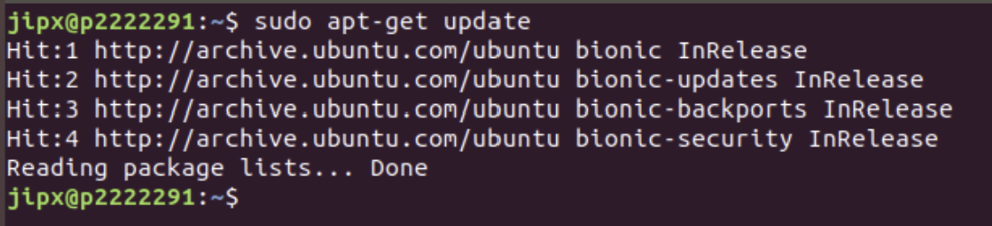 jipx@p2222291:~$ sudo apt-get update
Hit:1 http://archive.ubuntu.com/ubuntu bionic InRelease
Hit:2 http://archive.ubuntu.com/ubuntu bionic-updates InRelease
Hit:3 http://archive.ubuntu.com/ubuntu bionic-backports InRelease
Hit:4 http://archive.ubuntu.com/ubuntu bionic-security InRelease
Reading package lists... Done
jipx@p2222291:~$